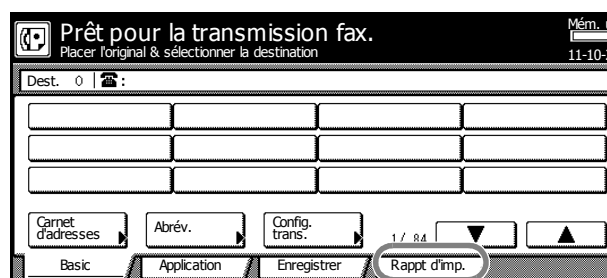 Prêt pour la transmission fax.
Mém.
Placer l'original & sélectionner la destination
11-10-
Dest. 0 ☎ :
Carnet d'adresses
Abrév.
Config. trans.
1/ 84
Basic
Application
Enregistrer
Rappt d'imp.